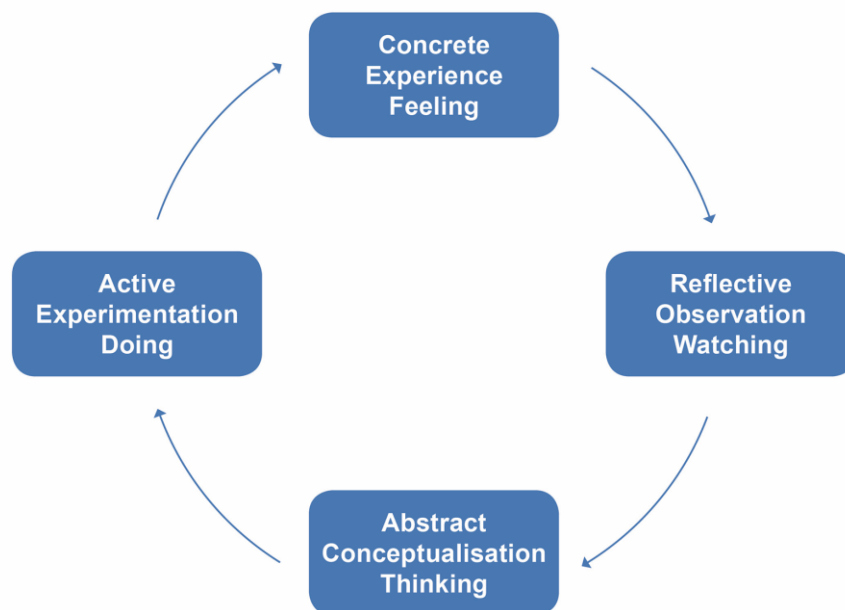 Concrete
Experience
Feeling
Reflective
Observation
Watching
Abstract
Conceptualisation
Thinking
Active
Experimentation
Doing